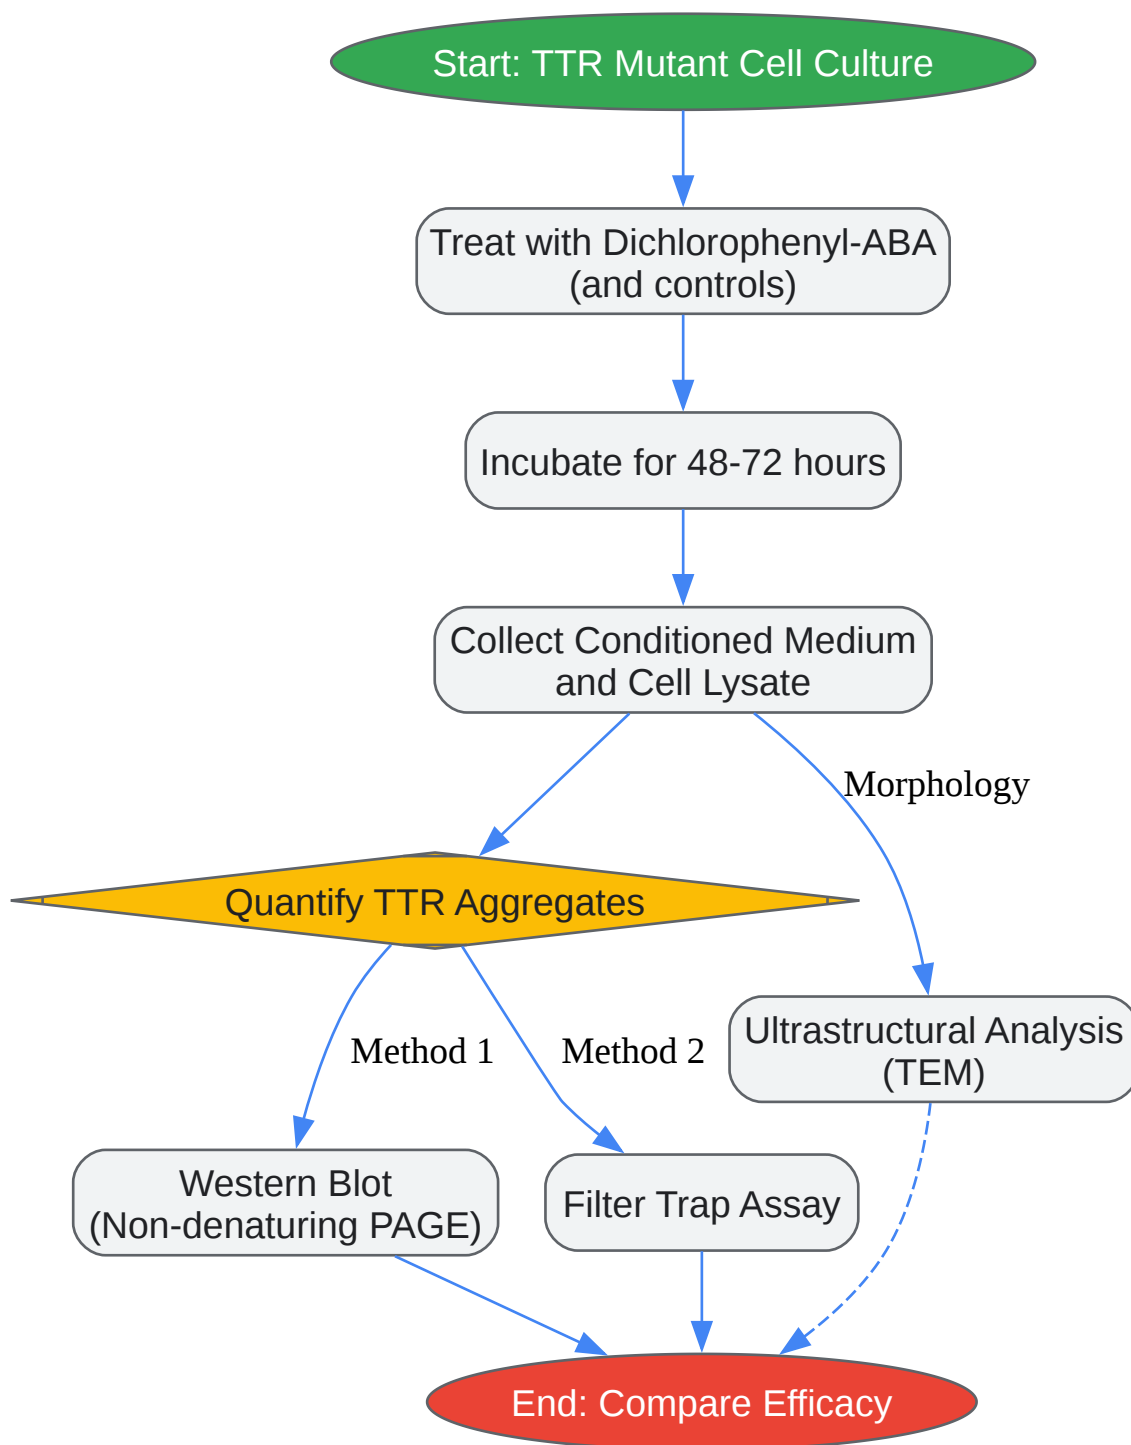 Start: TTR Mutant Cell Culture
Treat with Dichlorophenyl-ABA
(and controls)
Incubate for 48-72 hours
Collect Conditioned Medium
and Cell Lysate
Morphology
Quantify TTR Aggregates
Method 1
Method 2
Ultrastructural Analysis
(TEM)
Western Blot
(Non-denaturing PAGE)
Filter Trap Assay
End: Compare Efficacy